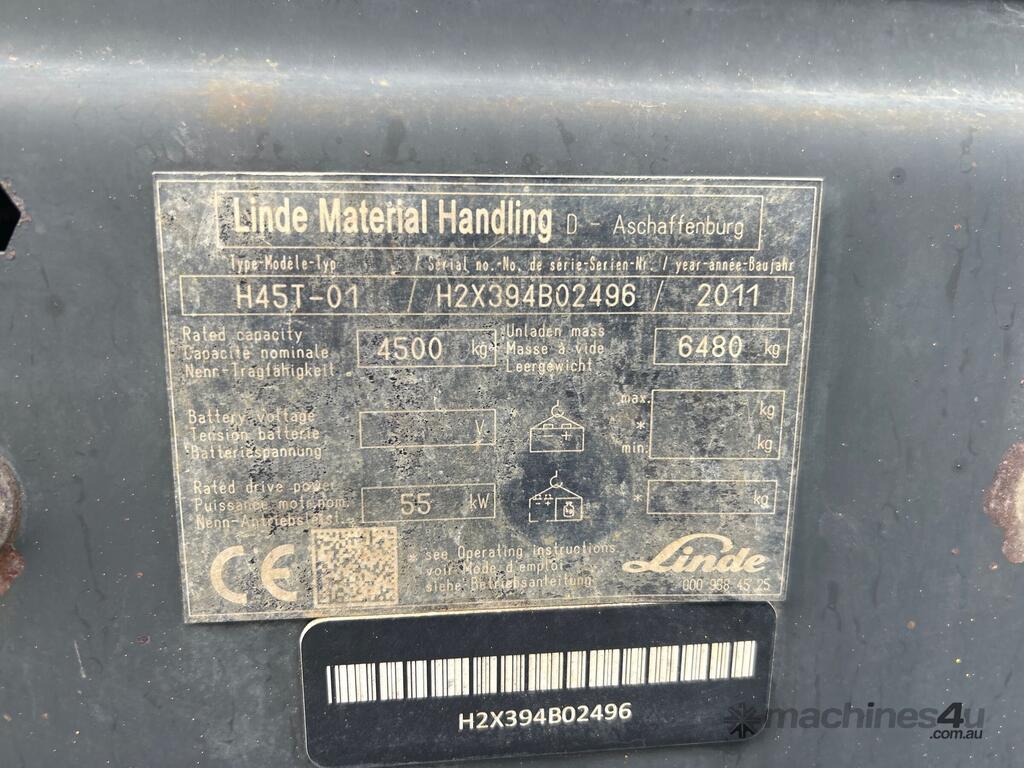 Linde Material Handling D - Aschaffenburg
Type-Modèle-Typ / Serial no.-No. de série-Serien-Nr. / year-année-Baujahr
H45T-01 / H2X394B02496 / 2011
Rated capacity
Capacité nominale
Nenn-Tragfähigkeit
4500 kg
Unladen mass
Masse à vide
Leergewicht
6480 kg
Battery voltage
Tension batterie
Batteriespannung
V
max. kg
*
min. kg
Rated drive power
Puissance mot.nom.
Nenn-Antriebsleist.
55 kW
* kg
CE
* see Operating instructions
voir Mode d'emploi
siehe Betriebsanleitung
Linde
000 988 45 25
H2X394B02496
machines4u
.com.au